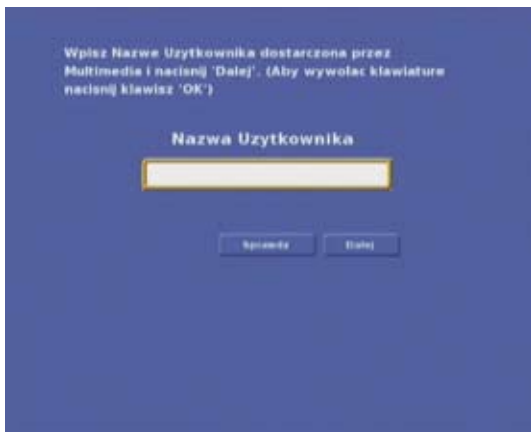 Wpisz Nazwe Uzytkownika dostarczona przez
Multimedia i nacisnij 'Dalej'. (Aby wywolac klawiature
nacisnij klawisz 'OK')
Nazwa Uzytkownika
Sprawdz Dalej